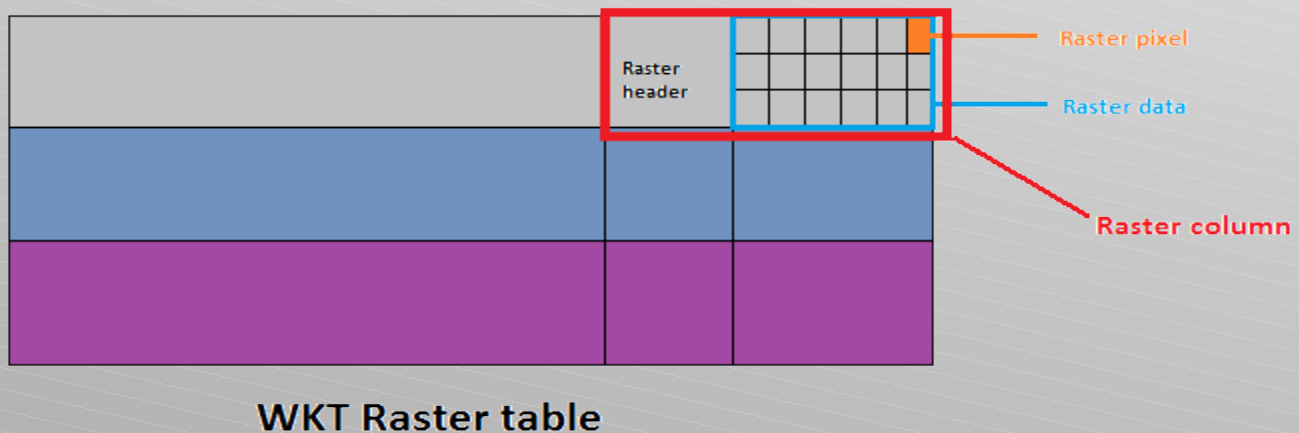 Raster pixel
Raster
header
Raster data
Raster column
WKT Raster table